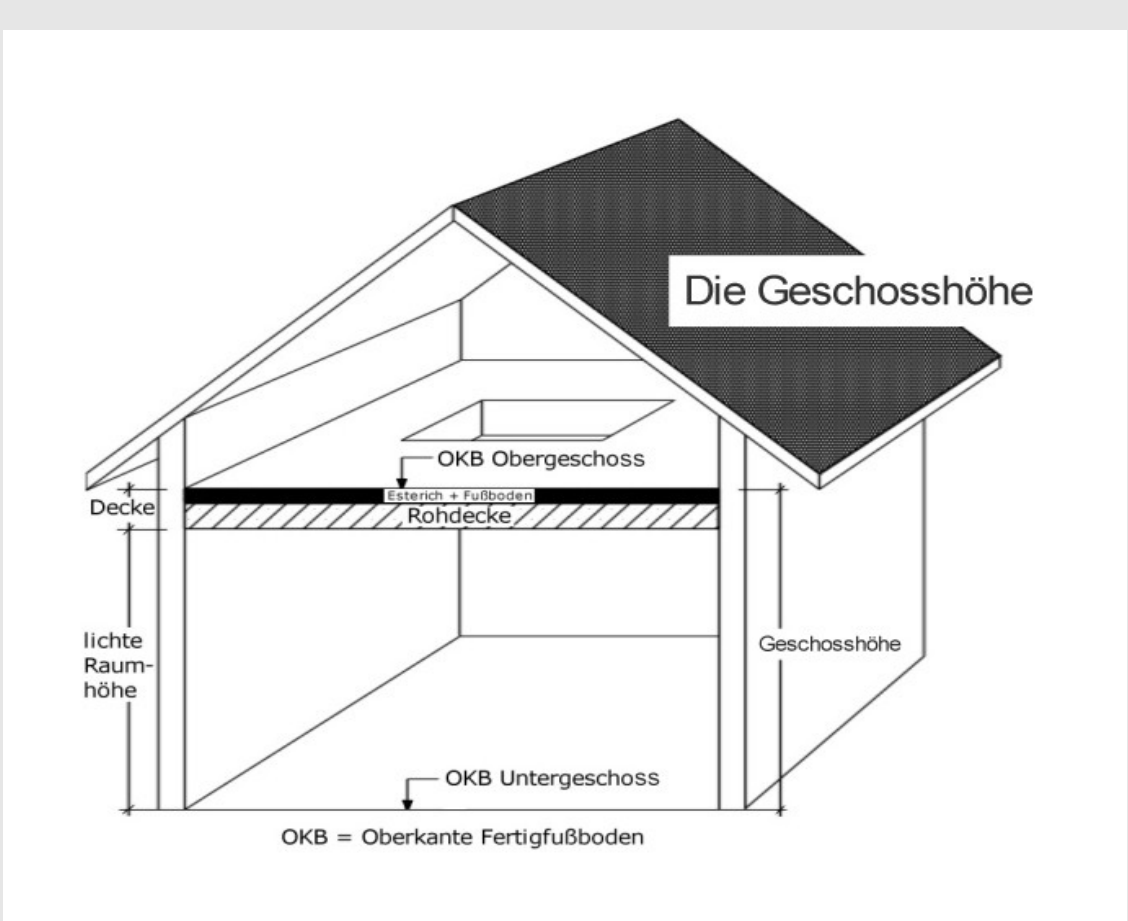 Die Geschosshöhe
OKB Obergeschoss
Esterich + Fußboden
Decke
Rohdecke
lichte
Raum-
höhe
Geschosshöhe
OKB Untergeschoss
OKB = Oberkante Fertigfußboden